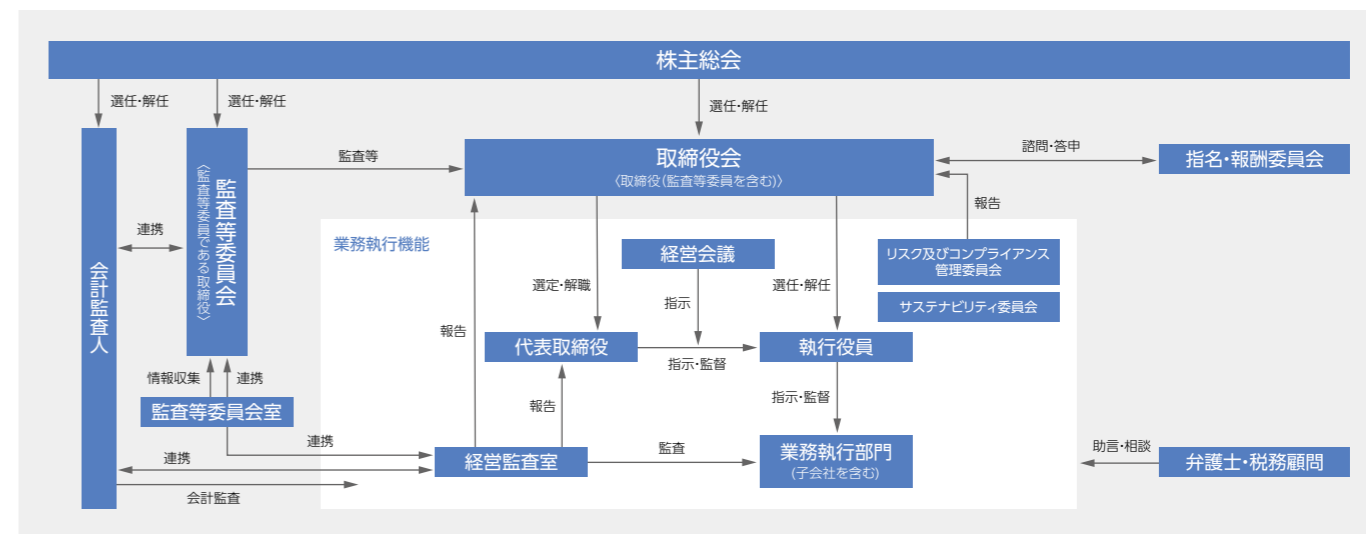 株主総会
選任・解任
選任・解任
選任・解任
監査等
取締役会
〈取締役(監査等委員を含む)〉
諮問・答申
指名・報酬委員会
監査等委員会
〈監査等委員である取締役〉
会計監査人
連携
報告
業務執行機能
経営会議
リスク及びコンプライアンス
管理委員会
サステナビリティ委員会
選定・解職
指示
選任・解任
報告
代表取締役
指示・監督
執行役員
情報収集
連携
監査等委員会室
報告
指示・監督
連携
連携
経営監査室
監査
業務執行部門
(子会社を含む)
助言・相談
弁護士・税務顧問
会計監査